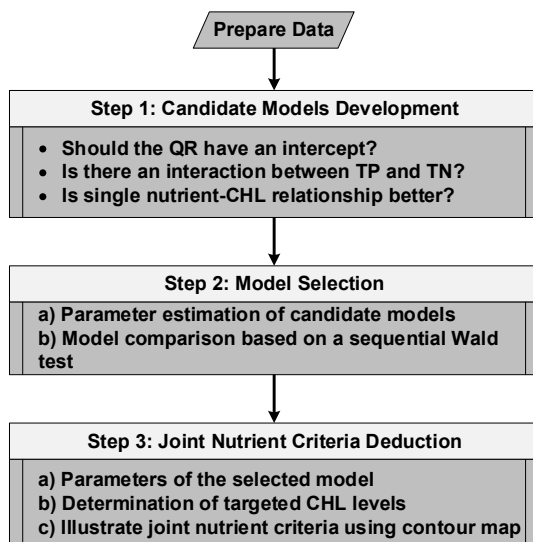 Prepare Data
Step 1: Candidate Models Development
• Should the QR have an intercept?
• Is there an interaction between TP and TN?
• Is single nutrient-CHL relationship better?
Step 2: Model Selection
a) Parameter estimation of candidate models
b) Model comparison based on a sequential Wald
test
Step 3: Joint Nutrient Criteria Deduction
a) Parameters of the selected model
b) Determination of targeted CHL levels
c) Illustrate joint nutrient criteria using contour map